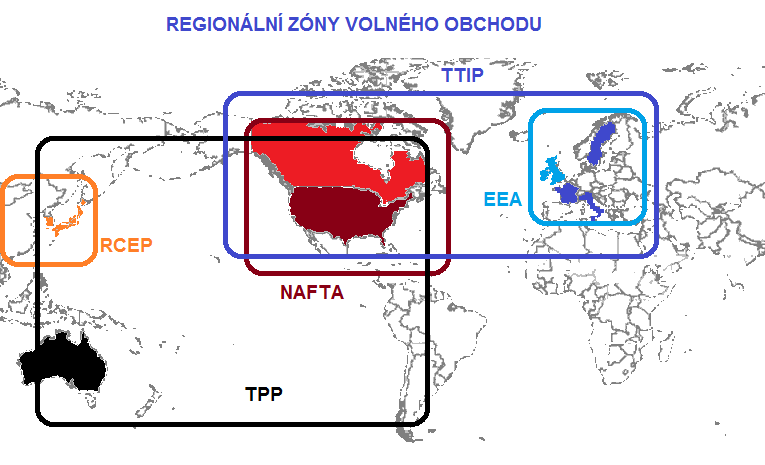 REGIONÁLNÍ ZÓNY VOLNÉHO OBCHODU
TTIP
EEA
RCEP
NAFTA
TPP